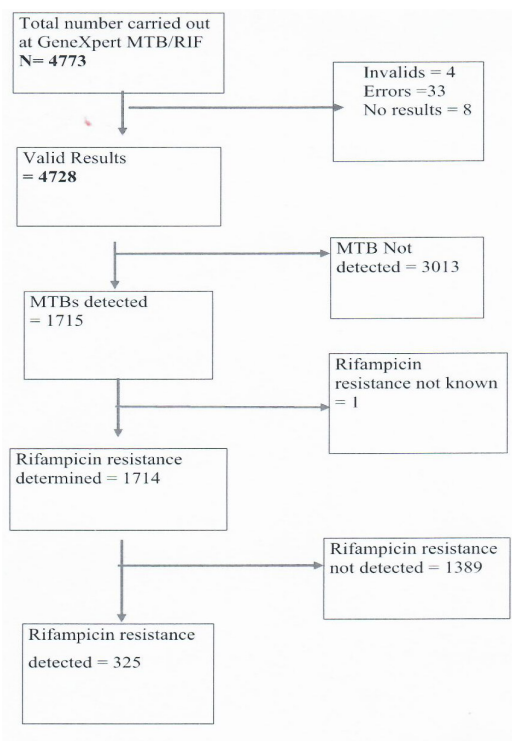 Total number carried out
at GeneXpert MTB/RIF
N= 4773
Invalids = 4
Errors =33
No results = 8
Valid Results
= 4728
MTB Not
detected = 3013
MTBs detected
= 1715
Rifampicin
resistance not known
= 1
Rifampicin resistance
determined = 1714
Rifampicin resistance
not detected = 1389
Rifampicin resistance
detected = 325